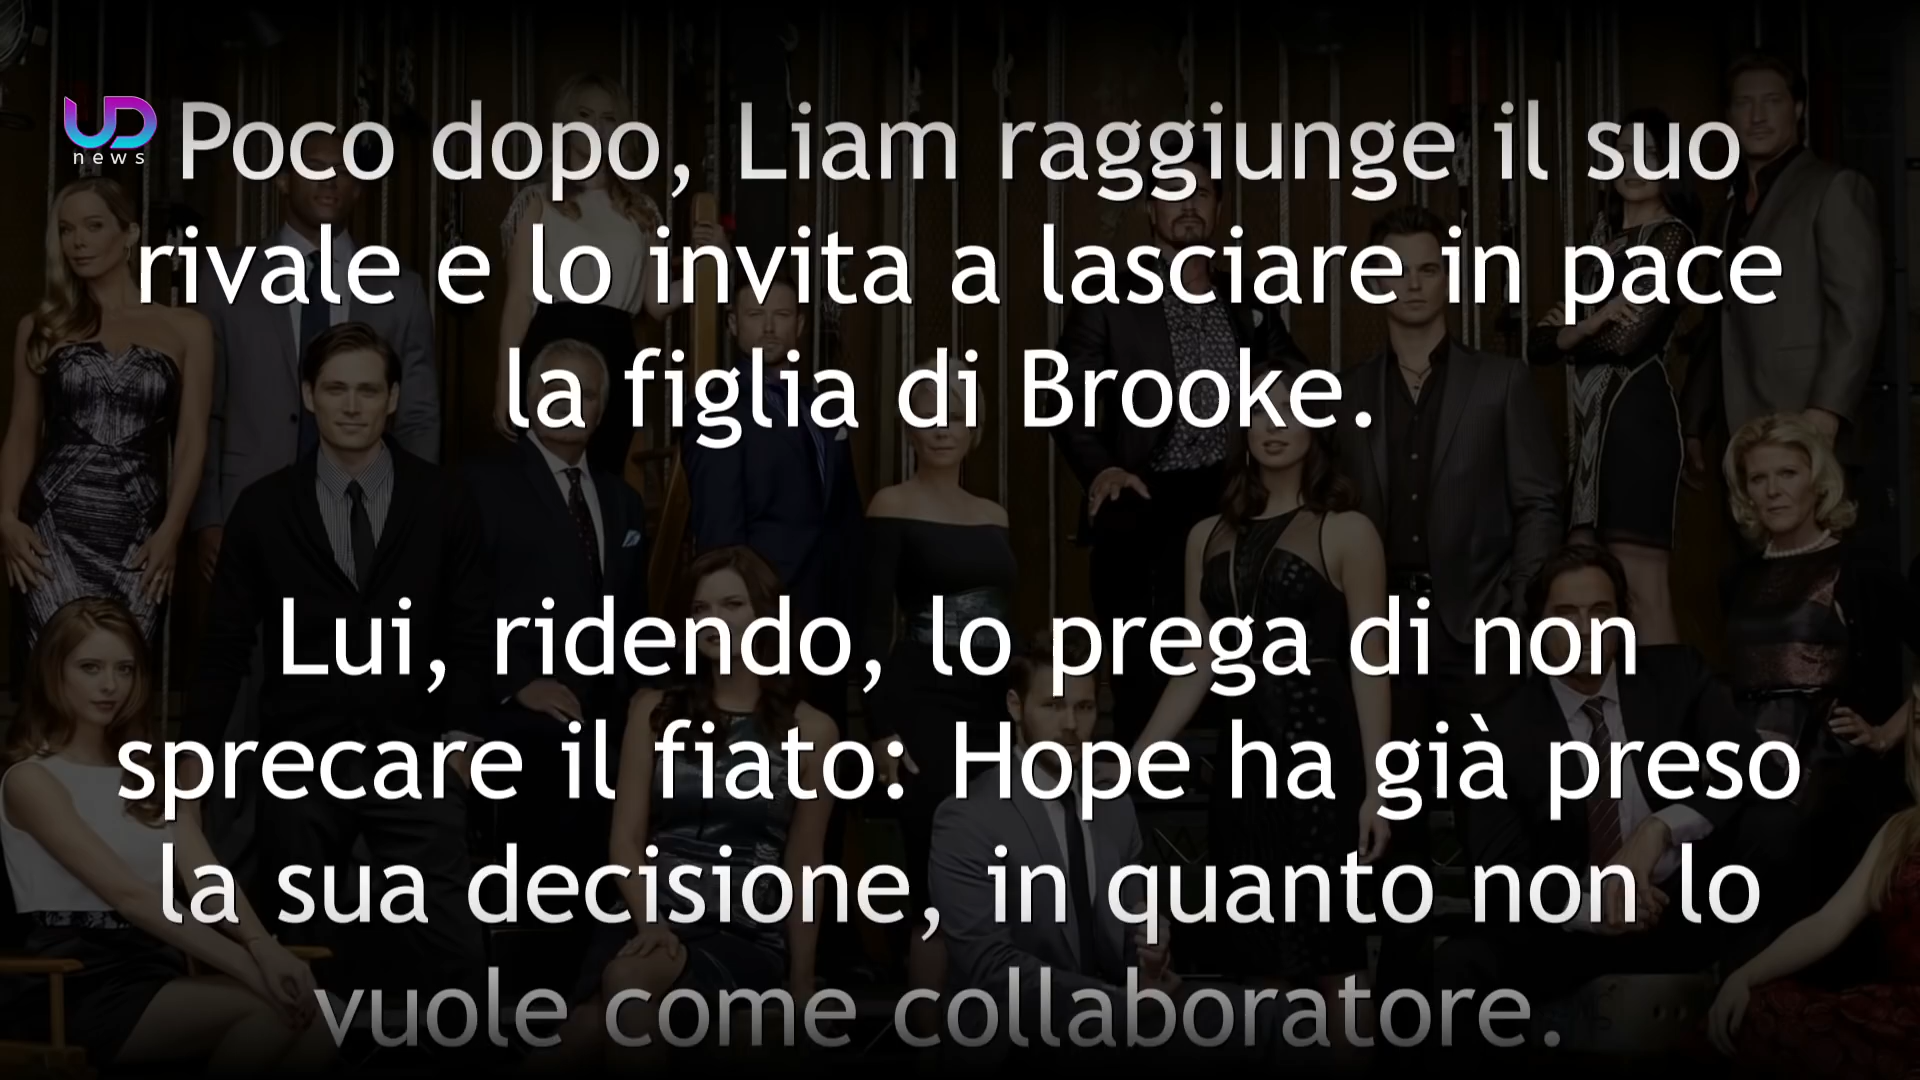 UD
news
Poco dopo, Liam raggiunge il suo
rivale e lo invita a lasciare in pace
la figlia di Brooke.
Lui, ridendo, lo prega di non
sprecare il fiato: Hope ha già preso
la sua decisione, in quanto non lo
vuole come collaboratore.